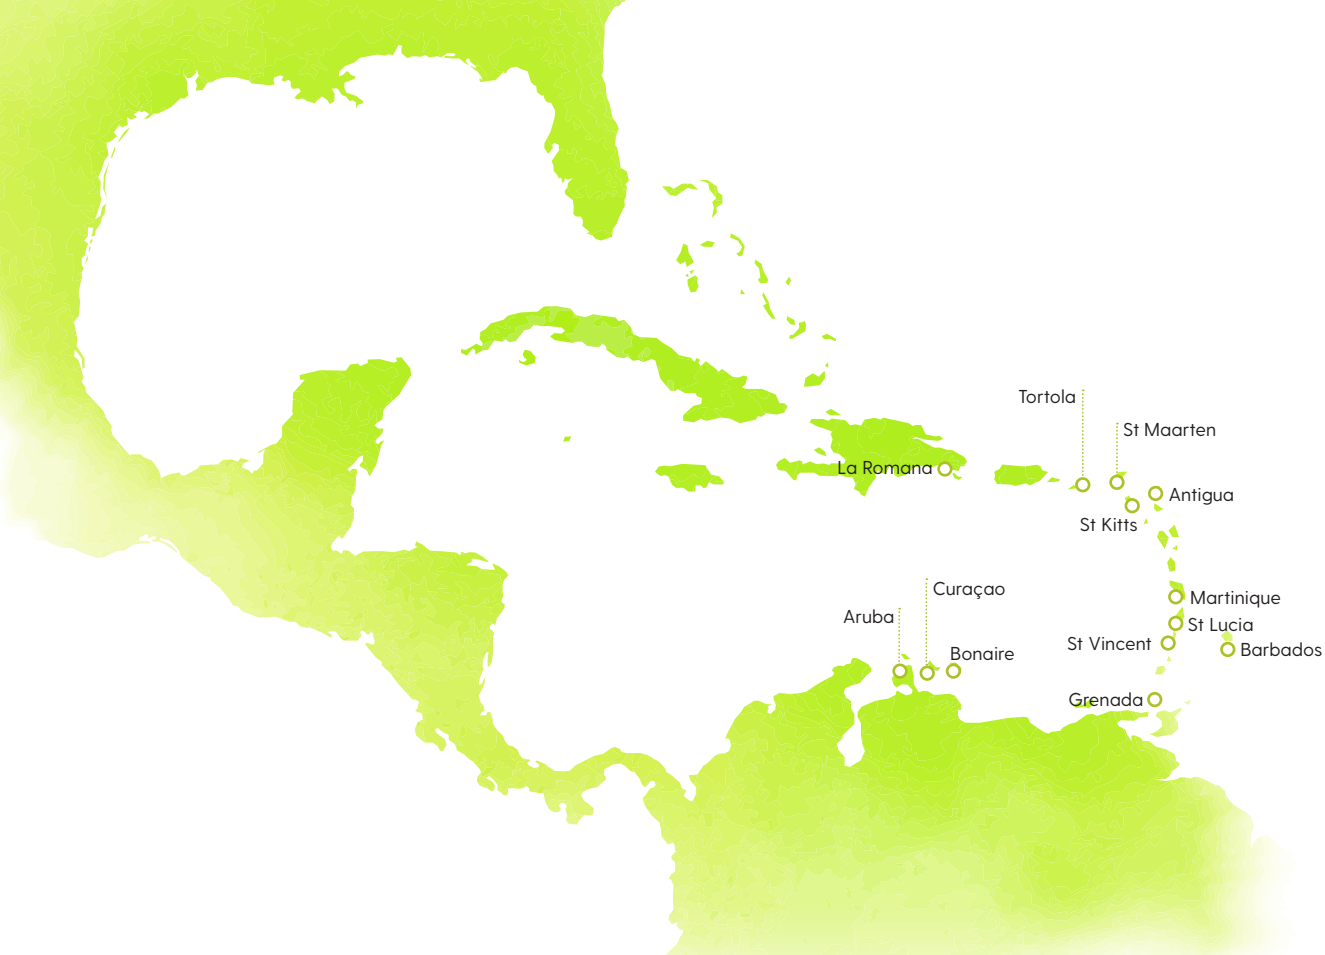 Tortola
St Maarten
La Romana
Antigua
St Kitts
Curaçao
Martinique
Aruba
St Lucia
St Vincent
Barbados
Bonaire
Grenada